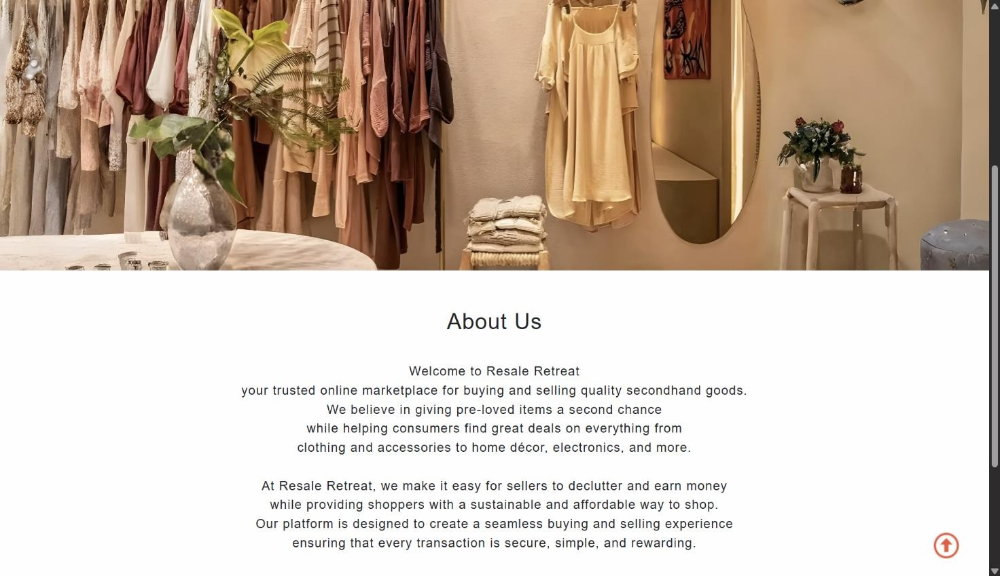 About Us
Welcome to Resale Retreat
your trusted online marketplace for buying and selling quality secondhand goods.
We believe in giving pre-loved items a second chance
while helping consumers find great deals on everything from
clothing and accessories to home décor, electronics, and more.
At Resale Retreat, we make it easy for sellers to declutter and earn money
while providing shoppers with a sustainable and affordable way to shop.
Our platform is designed to create a seamless buying and selling experience
ensuring that every transaction is secure, simple, and rewarding.